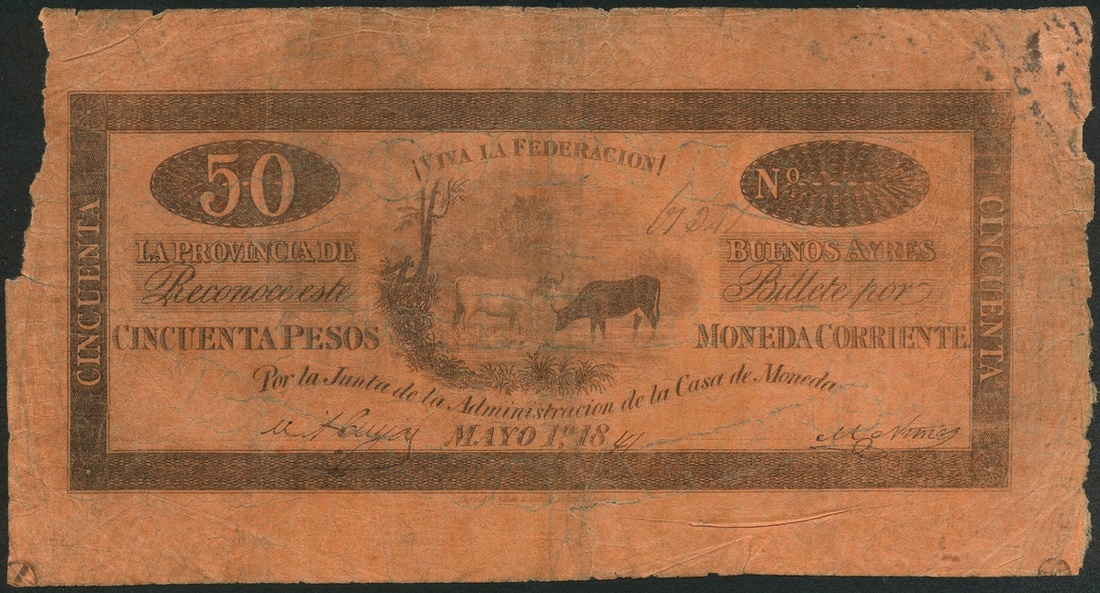 ¡VIVA LA FEDERACION!
50
Nº
LA PROVINCIA DE BUENOS AYRES
Reconoce este Billete por
CINCUENTA PESOS MONEDA CORRIENTE
Por la Junta de la Administracion de la Casa de Moneda
MAYO 1º 18 41
CINCUENTA
CINCUENTA